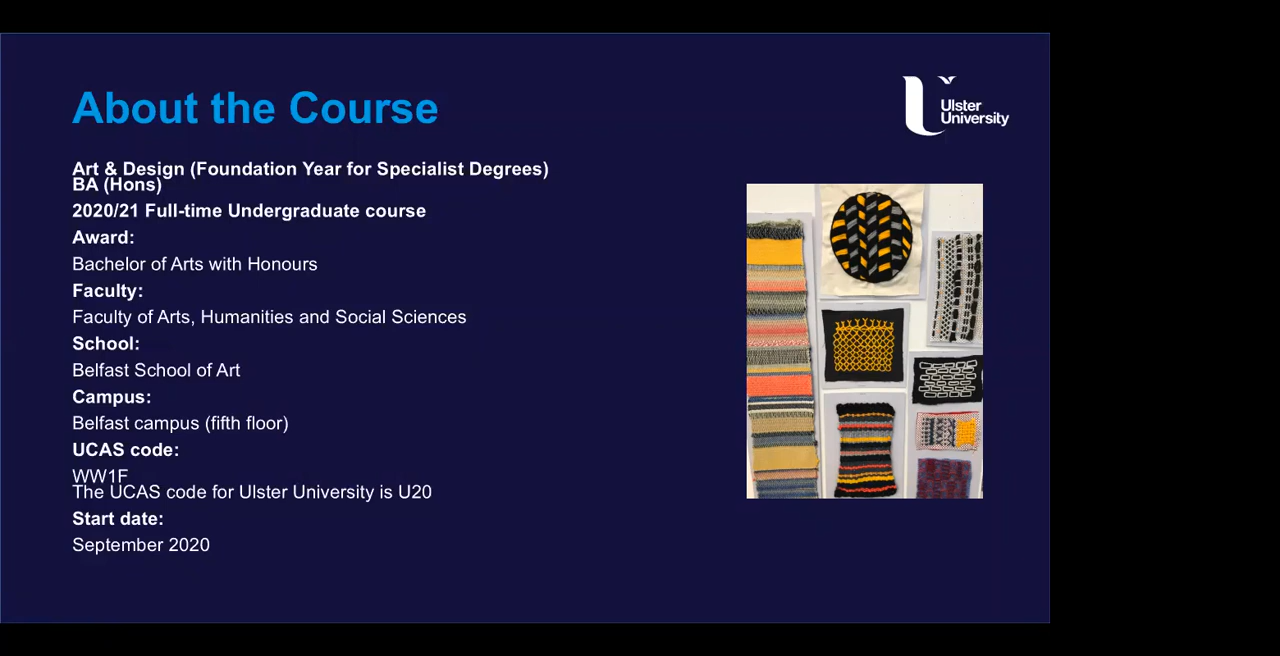 About the Course
Ulster
University
Art & Design (Foundation Year for Specialist Degrees)
BA (Hons)
2020/21 Full-time Undergraduate course
Award:
Bachelor of Arts with Honours
Faculty:
Faculty of Arts, Humanities and Social Sciences
School:
Belfast School of Art
Campus:
Belfast campus (fifth floor)
UCAS code:
WW1F
The UCAS code for Ulster University is U20
Start date:
September 2020